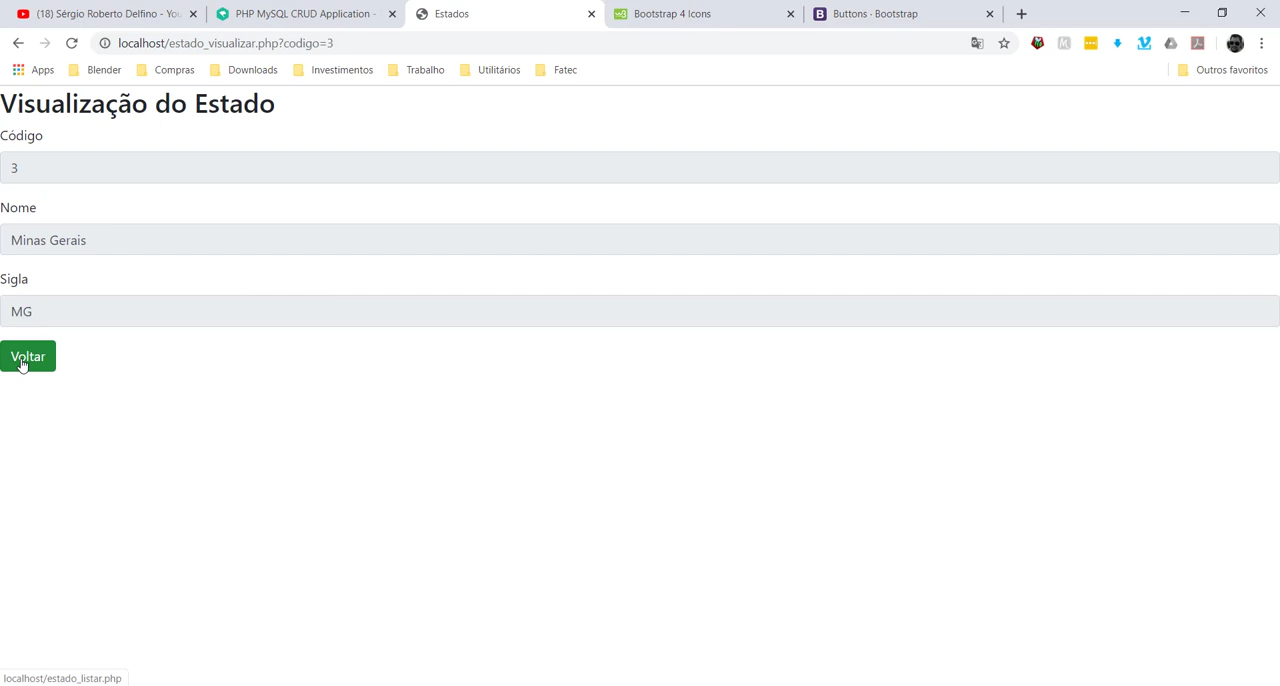 (18) Sérgio Roberto Delfino - You
PHP MySQL CRUD Application -
Estados
Bootstrap 4 Icons
Buttons · Bootstrap
localhost/estado_visualizar.php?codigo=3
Apps
Blender
Compras
Downloads
Investimentos
Trabalho
Utilitários
Fatec
Outros favoritos
Visualização do Estado
Código
3
Nome
Minas Gerais
Sigla
MG
Voltar
localhost/estado_listar.php